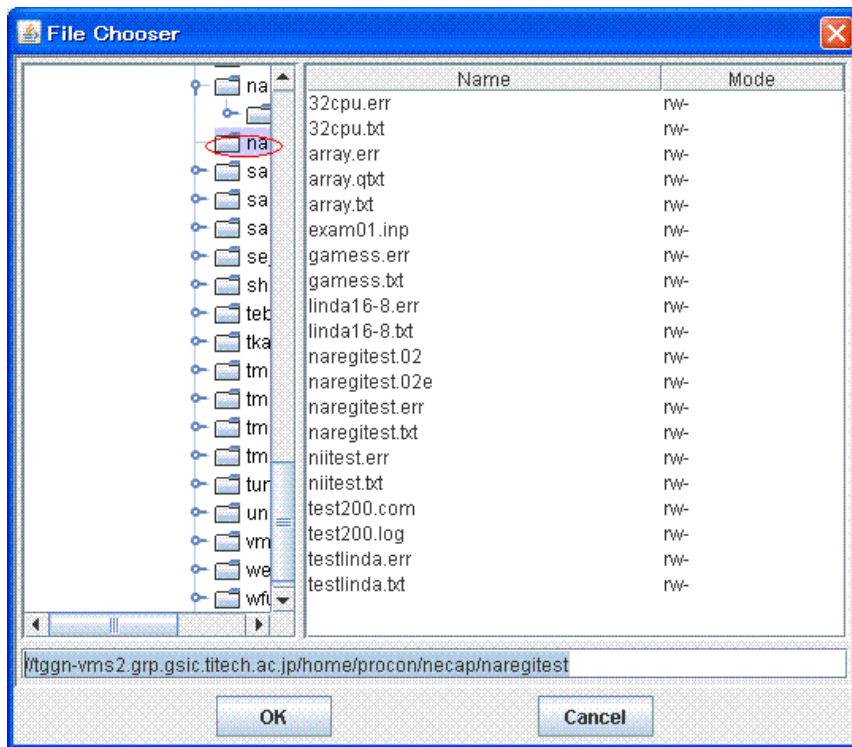 File Chooser
na
na
sa
sa
sa
se
sh
teb
tka
tm
tm
tm
tm
tur
un
vm
we
wfu
Name Mode
32cpu.err rw-
32cpu.txt rw-
array.err rw-
array.qtxt rw-
array.txt rw-
exam01.inp rw-
gamess.err rw-
gamess.txt rw-
linda16-8.err rw-
linda16-8.txt rw-
naregitest.02 rw-
naregitest.02e rw-
naregitest.err rw-
naregitest.txt rw-
niitest.err rw-
niitest.txt rw-
test200.com rw-
test200.log rw-
testlinda.err rw-
testlinda.txt rw-
//tggn-vms2.grp.gsic.titech.ac.jp/home/procon/necap/naregitest
OK Cancel